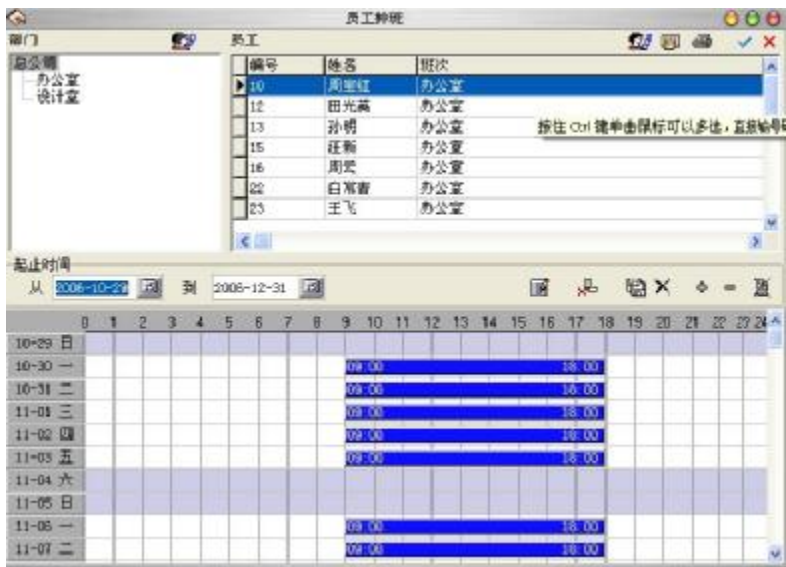 员工排班
部门
员工
总公司
办公室
设计室
编号 姓名 班次
10 周宝红 办公室
12 田光英 办公室
13 孙明 办公室
15 汪新 办公室
16 周云 办公室
22 白常青 办公室
23 王飞 办公室
按住 Ctrl 键单击鼠标可以多选，直接输号码
起止时间
从 2006-10-29 到 2006-12-31
0 1 2 3 4 5 6 7 8 9 10 11 12 13 14 15 16 17 18 19 20 21 22 23 24
10-29 日
10-30 一 09:00 18:00
10-31 二 09:00 18:00
11-01 三 09:00 18:00
11-02 四 09:00 18:00
11-03 五 09:00 18:00
11-04 六
11-05 日
11-06 一 09:00 18:00
11-07 二 09:00 18:00